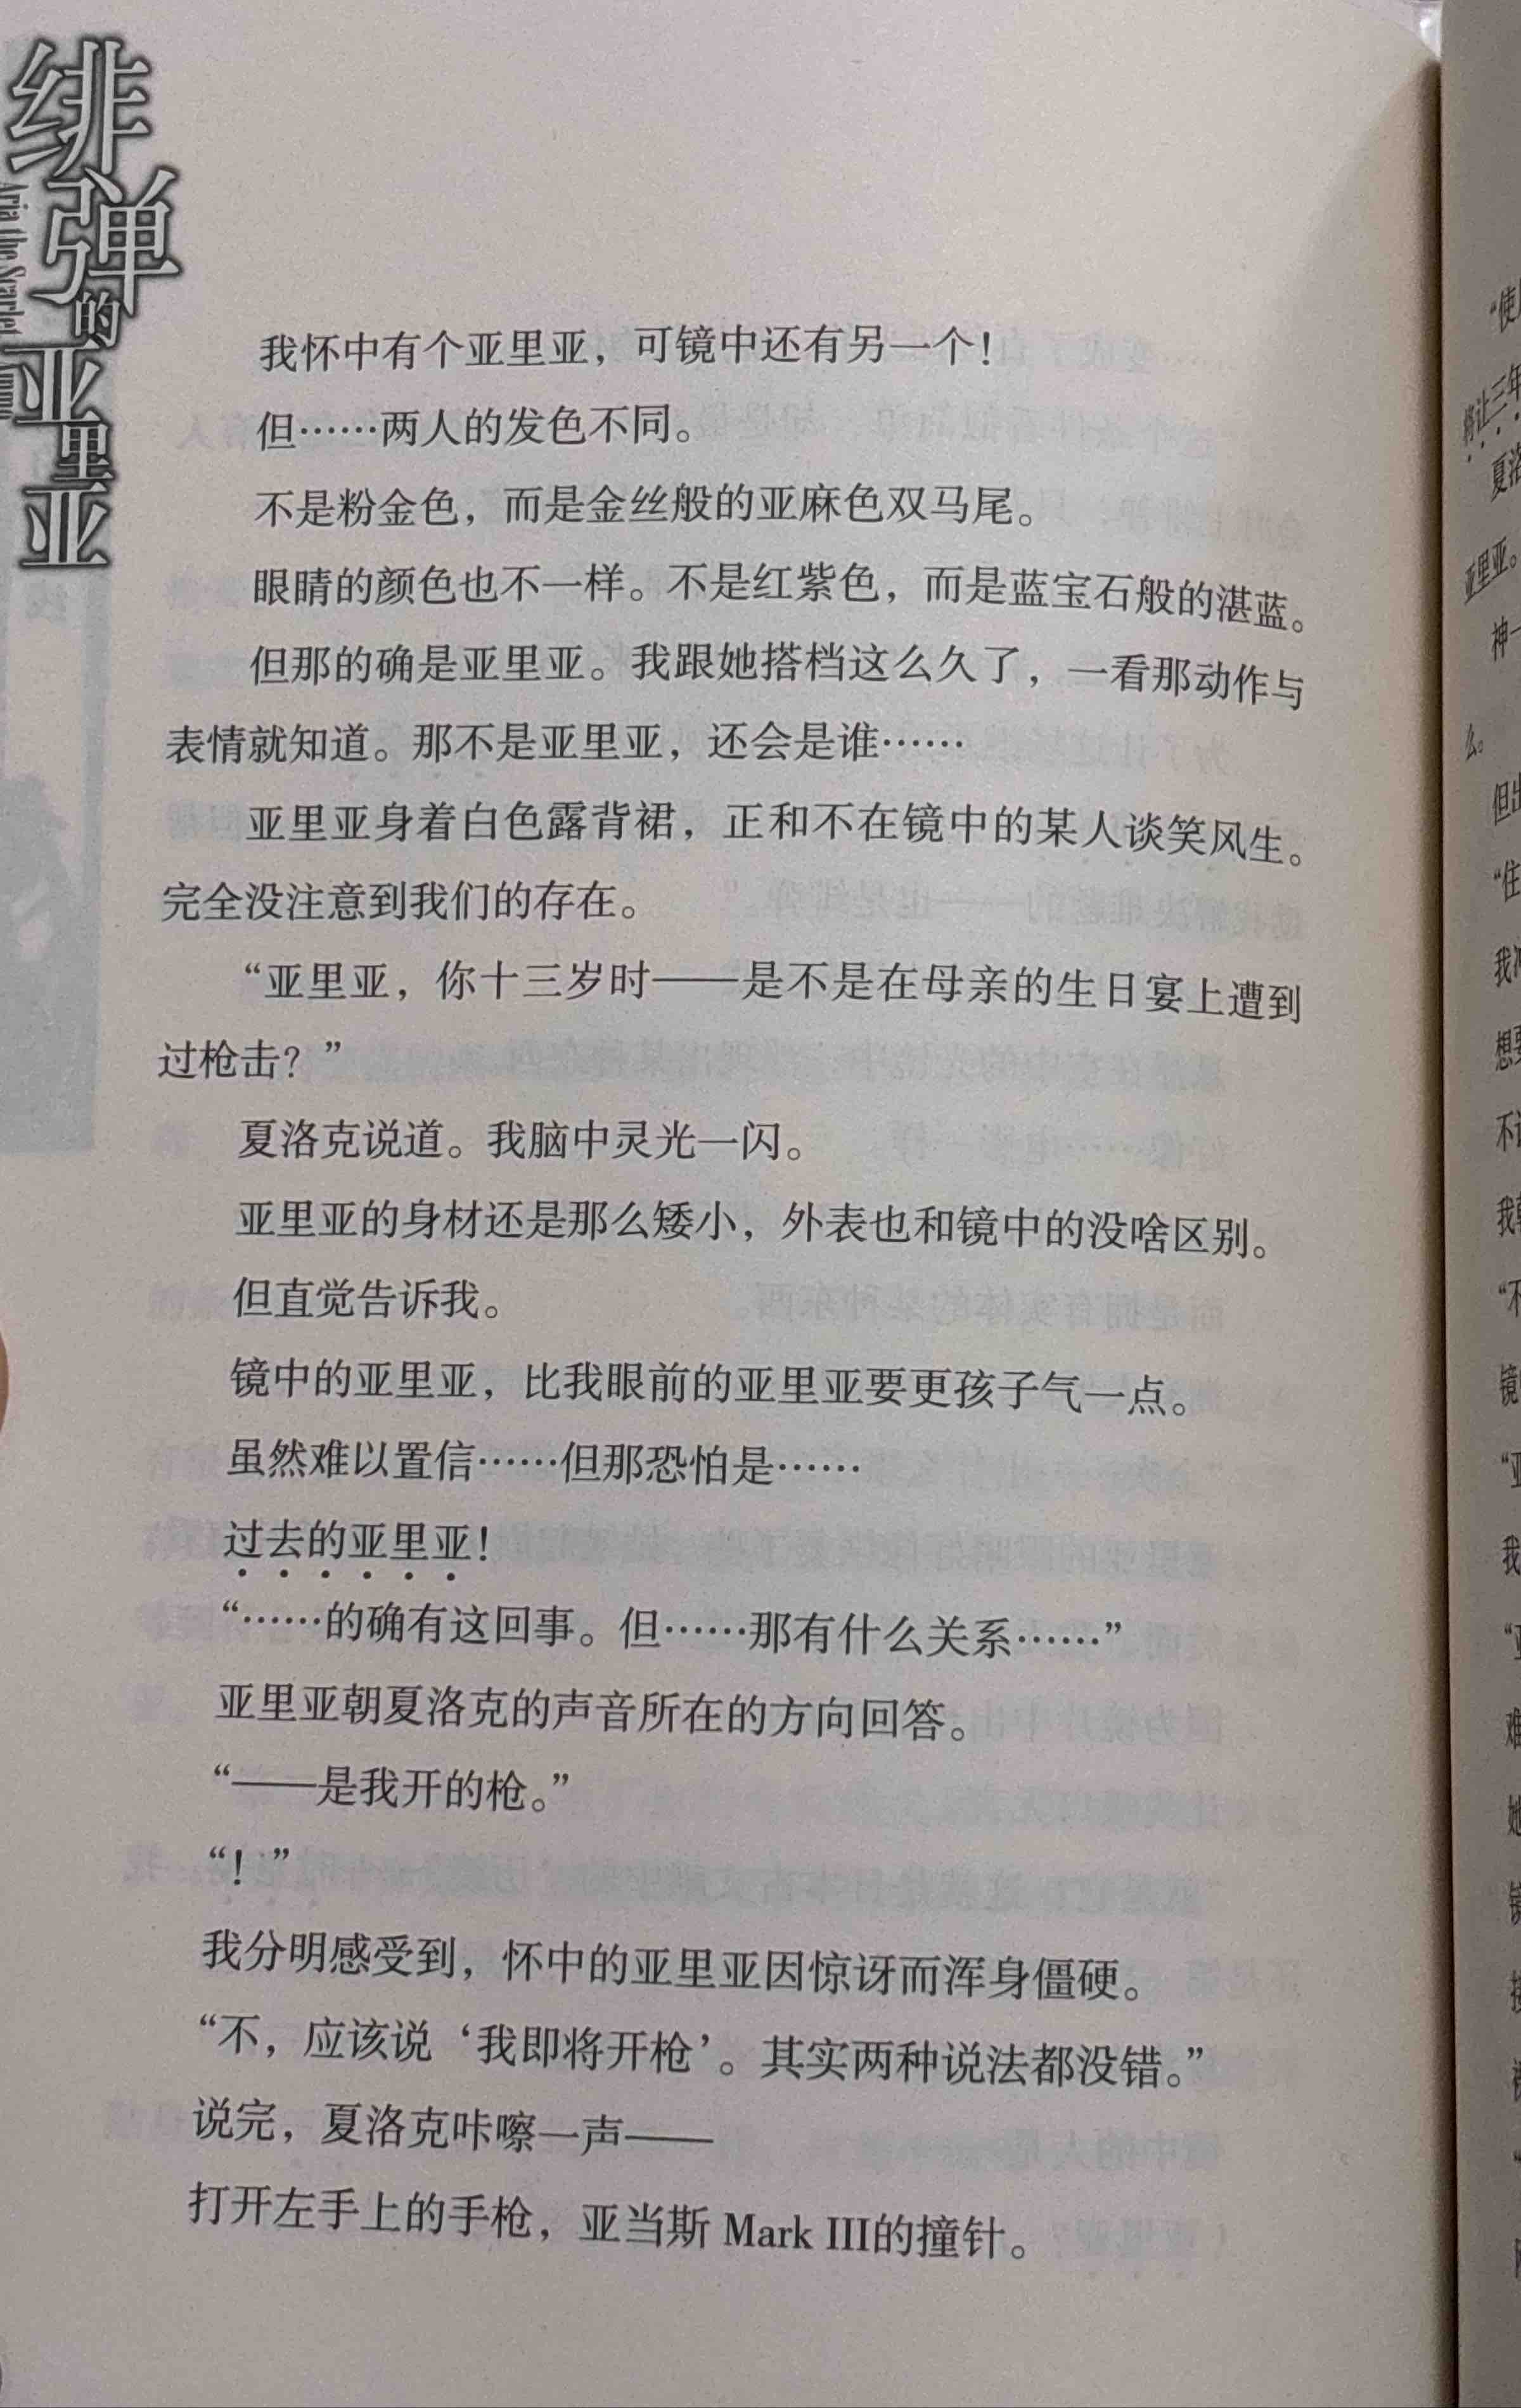 绯弹的亚里亚
我怀中有个亚里亚，可镜中还有另一个！
但……两人的发色不同。
不是粉金色，而是金丝般的亚麻色双马尾。
眼睛的颜色也不一样。不是红紫色，而是蓝宝石般的湛蓝。
但那的确是亚里亚。我跟她搭档这么久了，一看那动作与
表情就知道。那不是亚里亚，还会是谁……
亚里亚身着白色露背裙，正和不在镜中的某人谈笑风生。
完全没注意到我们的存在。
“亚里亚，你十三岁时——是不是在母亲的生日宴上遭到
过枪击？”
夏洛克说道。我脑中灵光一闪。
亚里亚的身材还是那么矮小，外表也和镜中的没啥区别。
但直觉告诉我。
镜中的亚里亚，比我眼前的亚里亚要更孩子气一点。
虽然难以置信……但那恐怕是……
过去的亚里亚！
“……的确有这回事。但……那有什么关系……”
亚里亚朝夏洛克的声音所在的方向回答。
“——是我开的枪。”
“！”
我分明感受到，怀中的亚里亚因惊讶而浑身僵硬。
“不，应该说‘我即将开枪’。其实两种说法都没错。”
说完，夏洛克咔嚓一声——
打开左手上的手枪，亚当斯 Mark III的撞针。